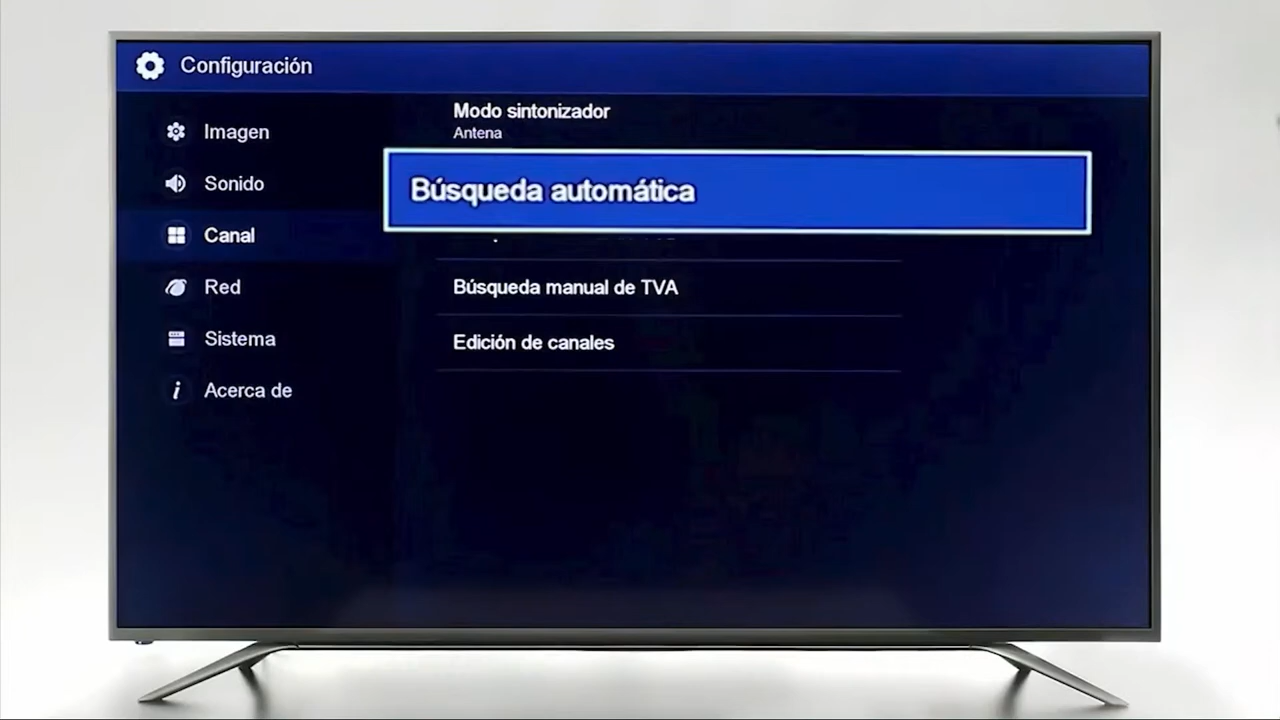 Configuración
Imagen
Sonido
Canal
Red
Sistema
Acerca de
Modo sintonizador
Antena
Búsqueda automática
Búsqueda manual de TVA
Edición de canales